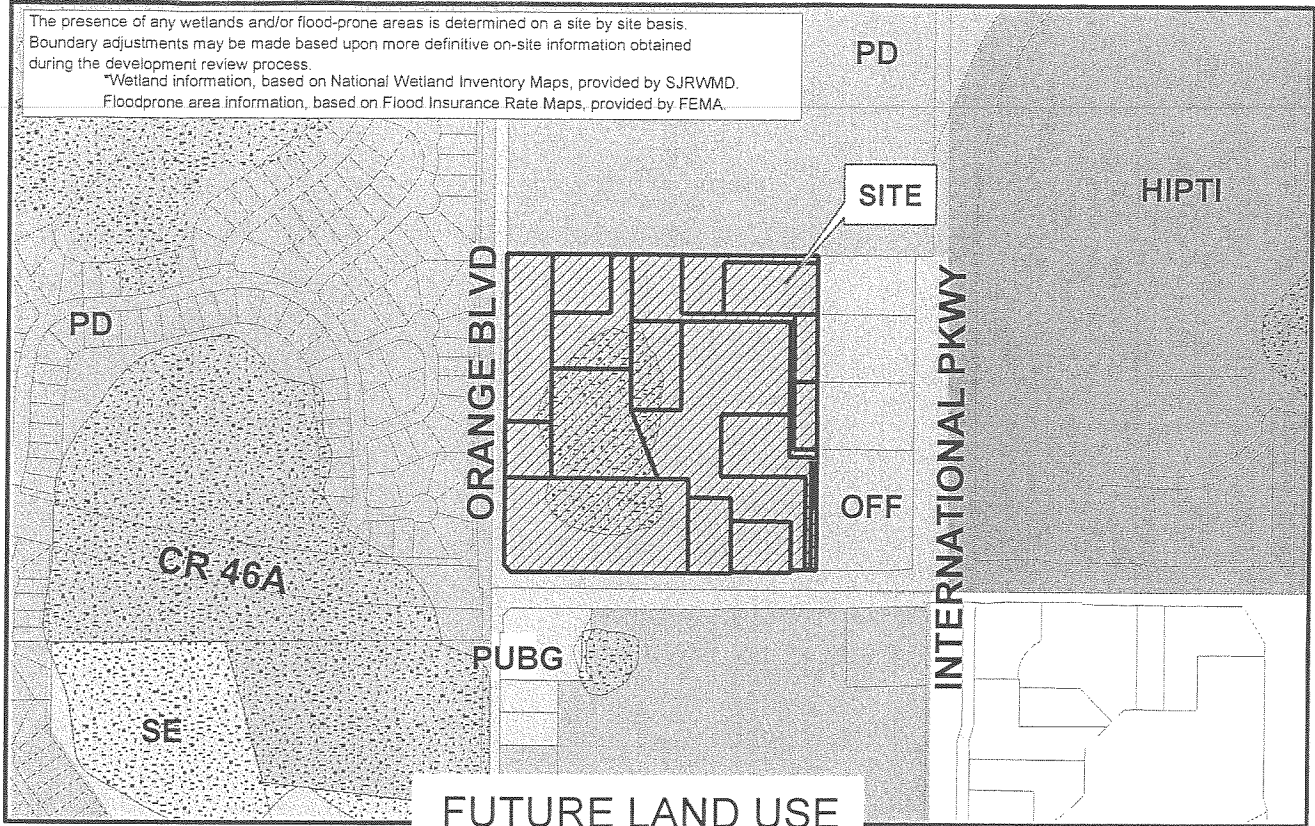 The presence of any wetlands and/or flood-prone areas is determined on a site by site basis.
Boundary adjustments may be made based upon more definitive on-site information obtained
during the development review process.
*Wetland information, based on National Wetland Inventory Maps, provided by SJRWMD.
Floodprone area information, based on Flood Insurance Rate Maps, provided by FEMA.
PD
HIPTI
SITE
ORANGE BLVD
INTERNATIONAL PKWY
PD
OFF
CR 46A
PUBG
SE
FUTURE LAND USE